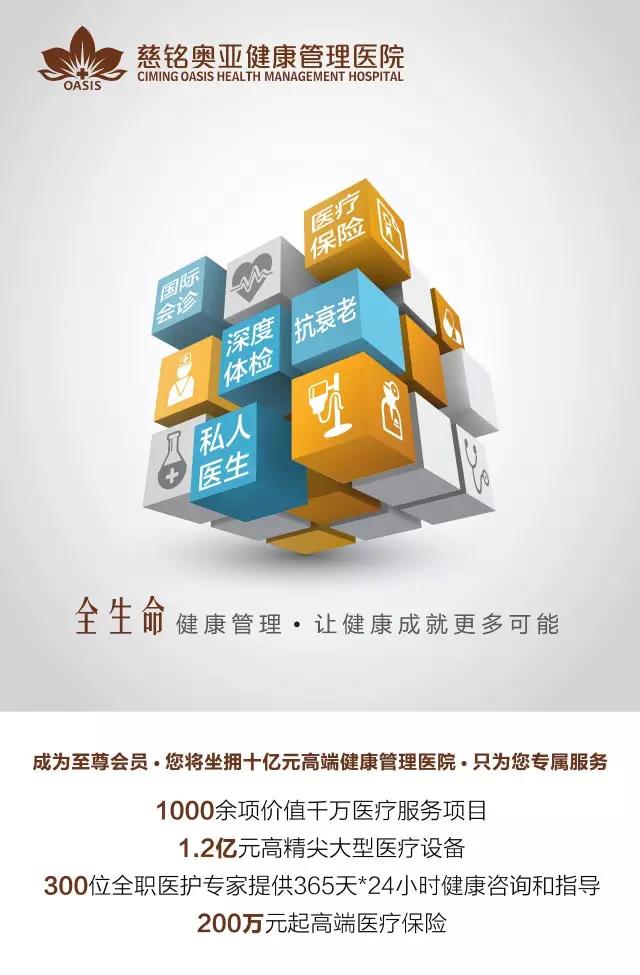 慈铭奥亚健康管理医院
CIMING OASIS HEALTH MANAGEMENT HOSPITAL
OASIS
医疗
保险
国际
会诊
深度
体检
抗衰老
私人
医生
全生命 健康管理·让健康成就更多可能
成为至尊会员·您将坐拥十亿元高端健康管理医院·只为您专属服务
1000余项价值千万医疗服务项目
1.2亿元高精尖大型医疗设备
300位全职医护专家提供365天*24小时健康咨询和指导
200万元起高端医疗保险